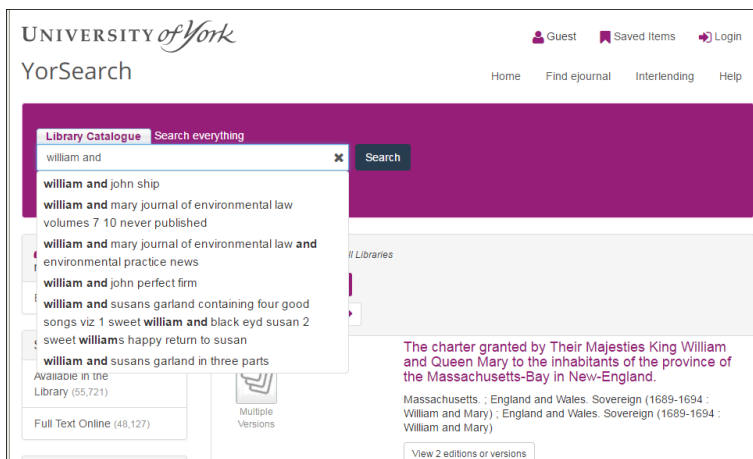 UNIVERSITY of York
Guest
Saved Items
Login
YorSearch
Home
Find ejournal
Interlending
Help
Library Catalogue
Search everything
william and
Search
william and john ship
william and mary journal of environmental law
volumes 7 10 never published
william and mary journal of environmental law and
environmental practice news
william and john perfect firm
william and susans garland containing four good
songs viz 1 sweet william and black eyd susan 2
sweet williams happy return to susan
william and susans garland in three parts
Libraries
Available in the
Library (55,721)
Full Text Online (48,127)
Multiple
Versions
The charter granted by Their Majesties King William
and Queen Mary to the inhabitants of the province of
the Massachusetts-Bay in New-England.
Massachusetts. ; England and Wales. Sovereign (1689-1694 :
William and Mary) ; England and Wales. Sovereign (1689-1694 :
William and Mary)
View 2 editions or versions